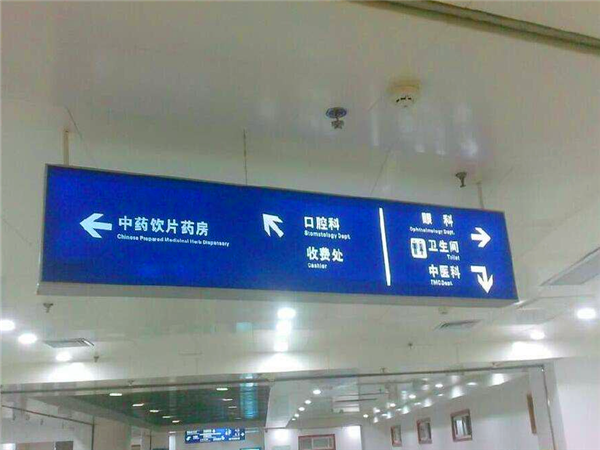 中药饮片药房
Chinese Prepared Medicinal Herb Dispensary
口腔科
Stomatology Dept.
收费处
Cashier
眼科
Ophthalmology Dept.
卫生间
Toilet
中医科
TMC Dept.